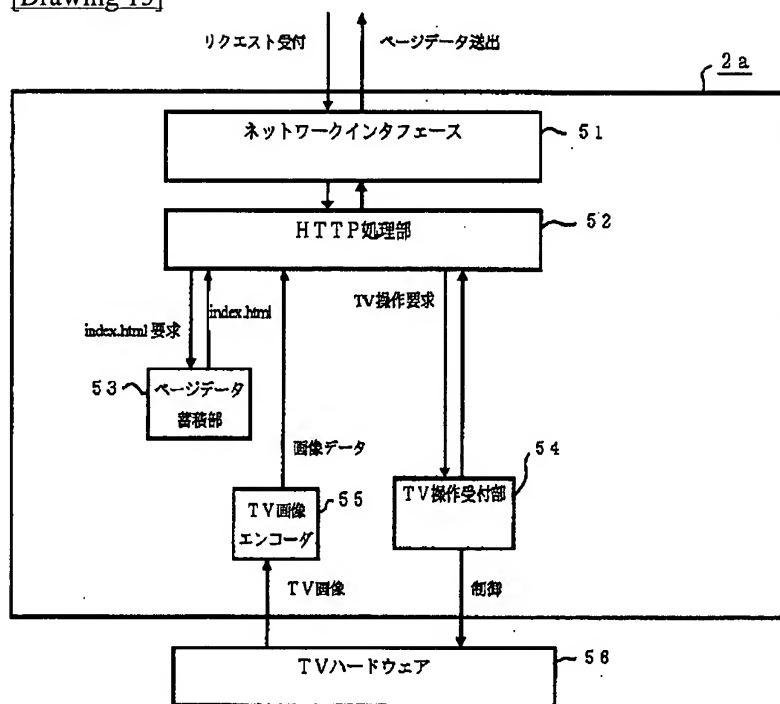 [Drawing 15]
リクエスト受付
ページデータ送出
2a
ネットワークインタフェース
51
HTTP処理部
52
index.html 要求
index.html
TV操作要求
53
ページデータ
蓄積部
画像データ
54
TV操作受付部
55
TV画像
エンコーダ
TV画像
制御
TVハードウェア
56